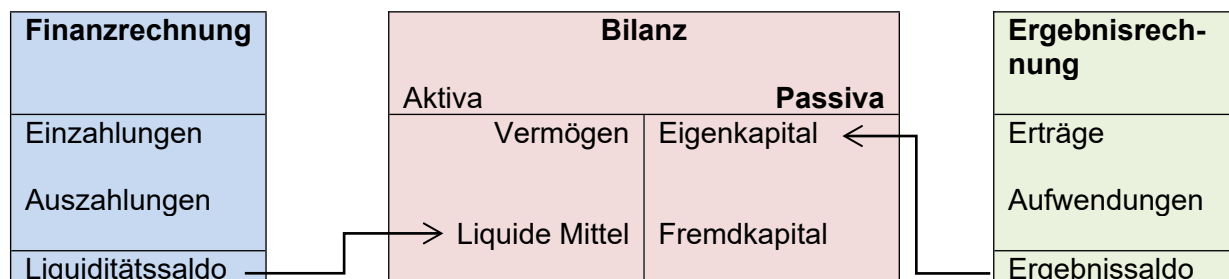 Finanzrechnung
Einzahlungen
Auszahlungen
Liquiditätssaldo
Bilanz
Aktiva Passiva
Vermögen Eigenkapital
Liquide Mittel Fremdkapital
Ergebnisrech-
nung
Erträge
Aufwendungen
Ergebnissaldo